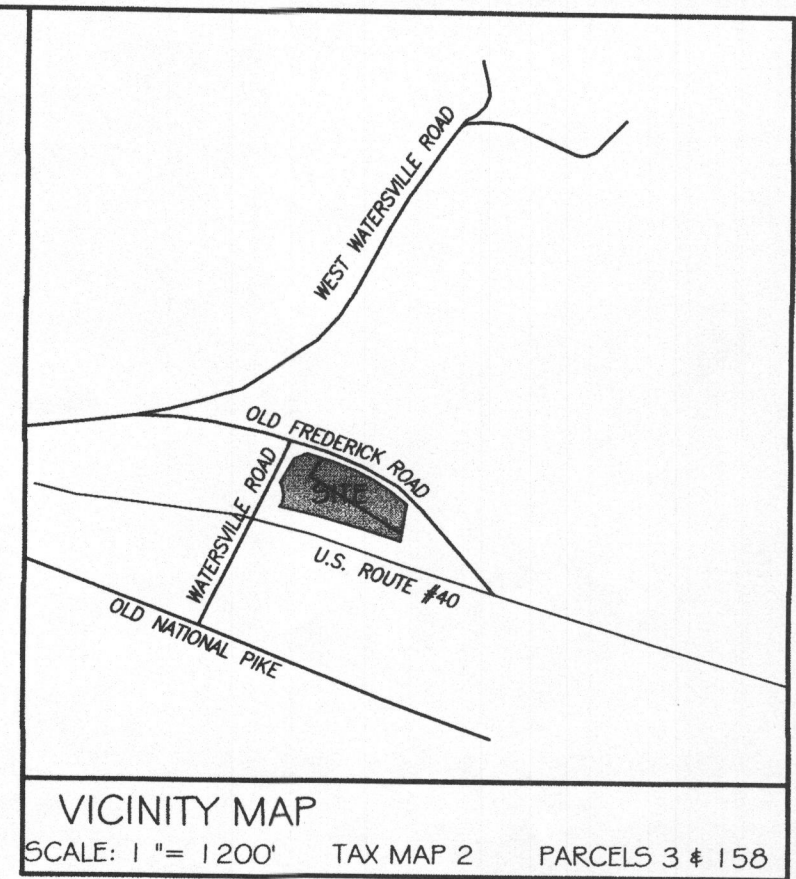 WEST WATERSVILLE ROAD
OLD FREDERICK ROAD
WATERSVILLE ROAD
SITE
U.S. ROUTE #40
OLD NATIONAL PIKE
VICINITY MAP
SCALE: 1 "= 1200' TAX MAP 2 PARCELS 3 & 158